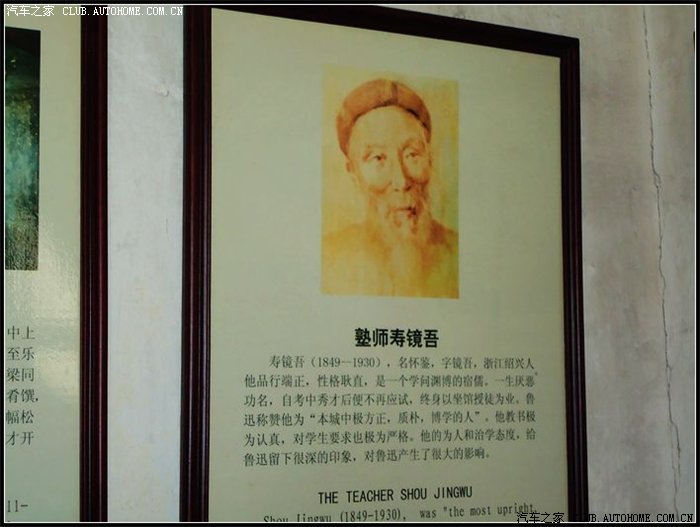 汽车之家 CLUB.AUTOHOME.COM.CN
中上
至乐
梁同
肴馔,
幅松
才开
11-
塾师寿镜吾
寿镜吾(1849—1930),名怀鉴,字镜吾,浙江绍兴人
他品行端正,性格耿直,是一个学问渊博的宿儒。一生厌恶
功名,自考中秀才后便不再应试,终身以坐馆授徒为业。鲁
迅称赞他为“本城中极方正,质朴,博学的人”。他教书极
为认真,对学生要求也极为严格。他的为人和治学态度,给
鲁迅留下很深的印象,对鲁迅产生了很大的影响。
THE TEACHER SHOU JINGWU
Shou Jingwu (1849-1930), was "the most upright,
汽车之家 CLUB.AUTOHOME.COM.CN